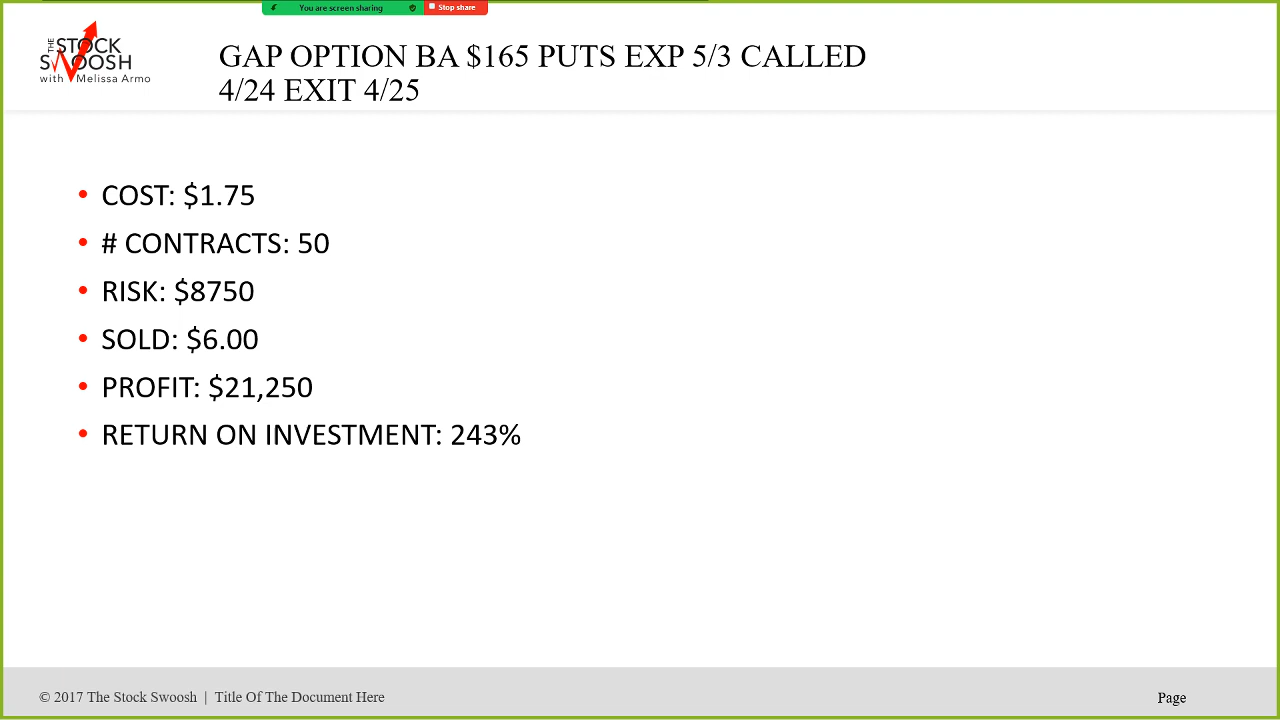 You are screen sharing
Stop share
THE STOCK
SWOOSH
with Melissa Armo
GAP OPTION BA $165 PUTS EXP 5/3 CALLED
4/24 EXIT 4/25
• COST: $1.75
• # CONTRACTS: 50
• RISK: $8750
• SOLD: $6.00
• PROFIT: $21,250
• RETURN ON INVESTMENT: 243%
© 2017 The Stock Swoosh | Title Of The Document Here
Page